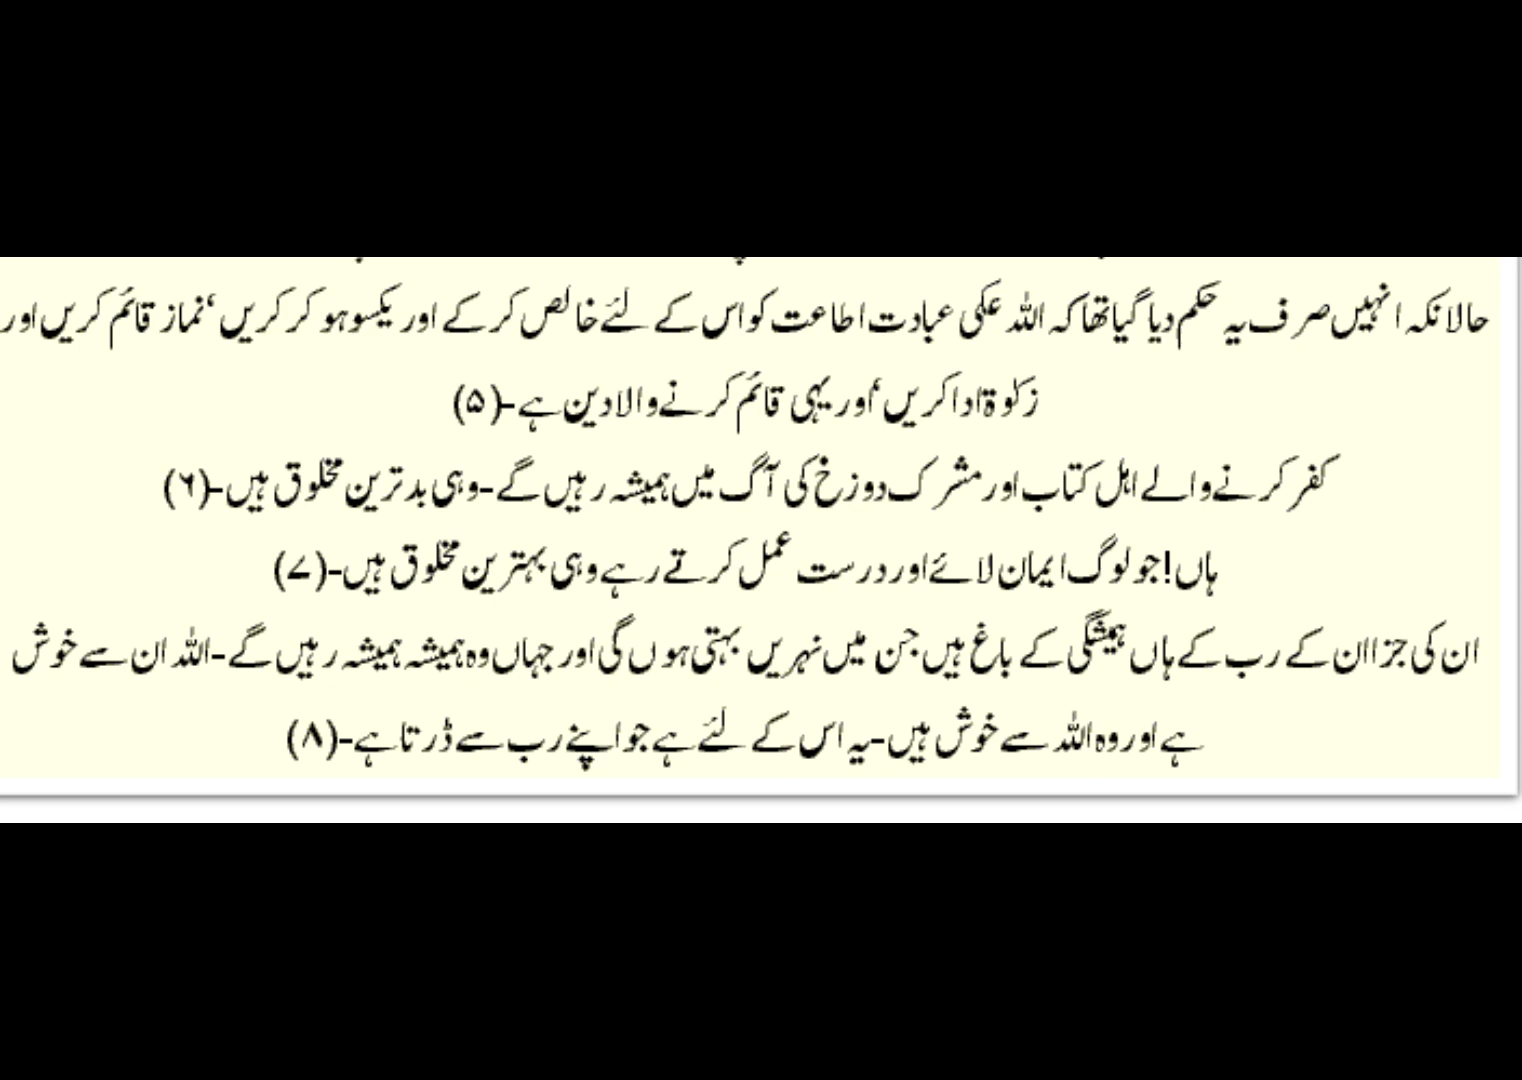 حالانکہ انہیں صرف یہ حکم دیا گیا تھا کہ اللہ عکی عبادت اطاعت کو اس کے لئے خالص کر کے اور یکسو ہو کر کریں‘ نماز قائم کریں اور
زکوٰۃ ادا کریں‘ اور یہی قائم کرنے والا دین ہے-(۵)
کفر کرنے والے اہل کتاب اور مشرک دوزخ کی آگ میں ہمیشہ رہیں گے-وہی بدترین مخلوق ہیں-(۶)
ہاں! جو لوگ ایمان لائے اور درست عمل کرتے رہے وہی بہترین مخلوق ہیں-(۷)
ان کی جزا ان کے رب کے ہاں ہمیشگی کے باغ ہیں جن میں نہریں بہتی ہوں گی اور جہاں وہ ہمیشہ ہمیشہ رہیں گے-اللہ ان سے خوش
ہے اور وہ اللہ سے خوش ہیں-یہ اس کے لئے ہے جو اپنے رب سے ڈرتا ہے-(۸)